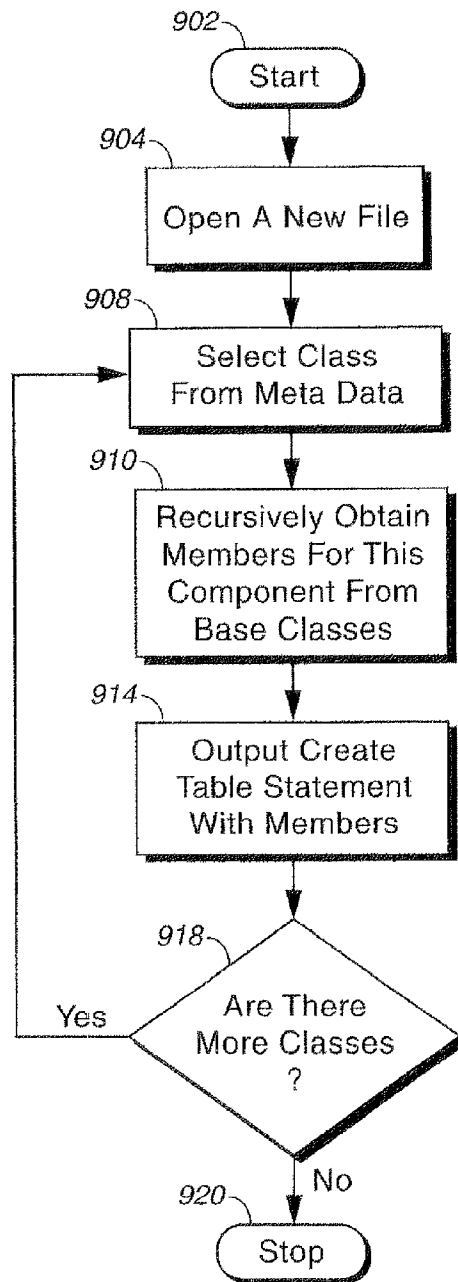 902
Start
904
Open A New File
908
Select Class
From Meta Data
910
Recursively Obtain
Members For This
Component From
Base Classes
914
Output Create
Table Statement
With Members
918
Are There
More Classes
?
Yes
No
920
Stop